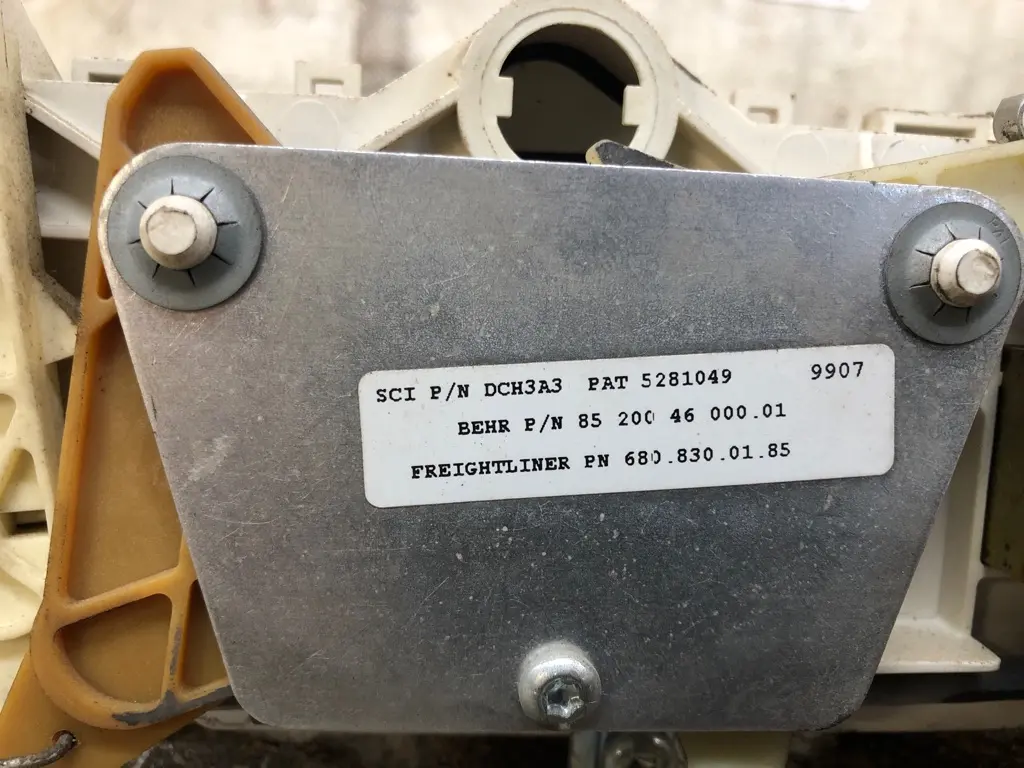 SCI P/N DCH3A3 PAT 5281049 9907
BEHR P/N 85 200 46 000.01
FREIGHTLINER PN 680.830.01.85